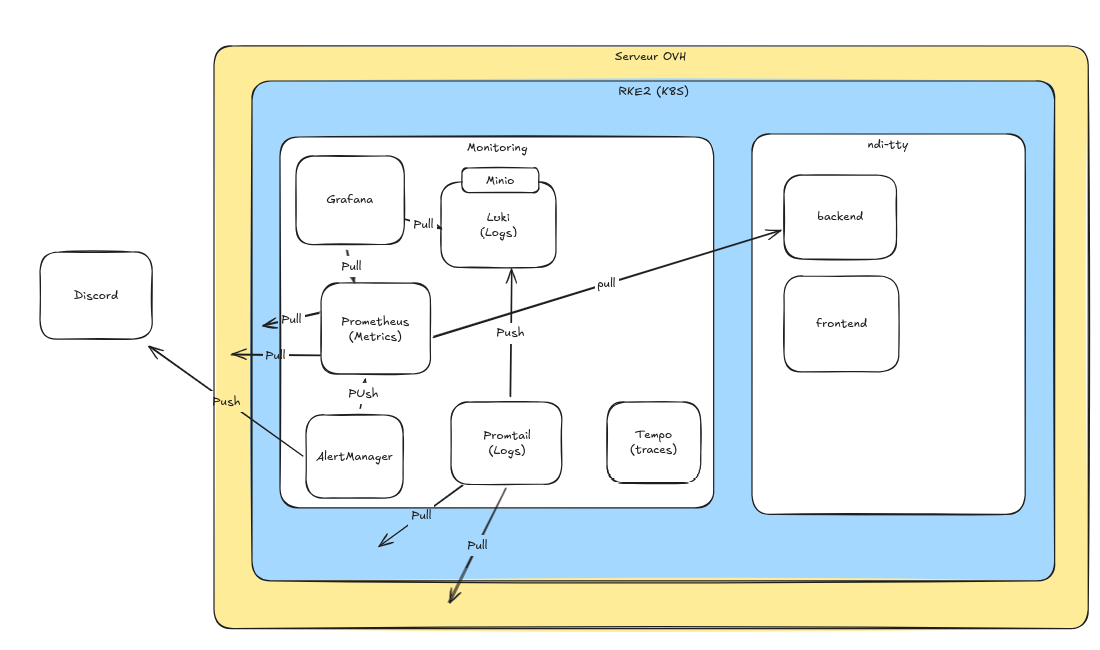 Serveur OVH
RKE2 (K8S)
Monitoring
ndi-tty
Grafana
Minio
Loki
(Logs)
Pull
Pull
backend
pull
Discord
Prometheus
(Metrics)
Pull
Pull
Push
frontend
PUsh
Push
AlertManager
Promtail
(Logs)
Tempo
(traces)
Pull
Pull